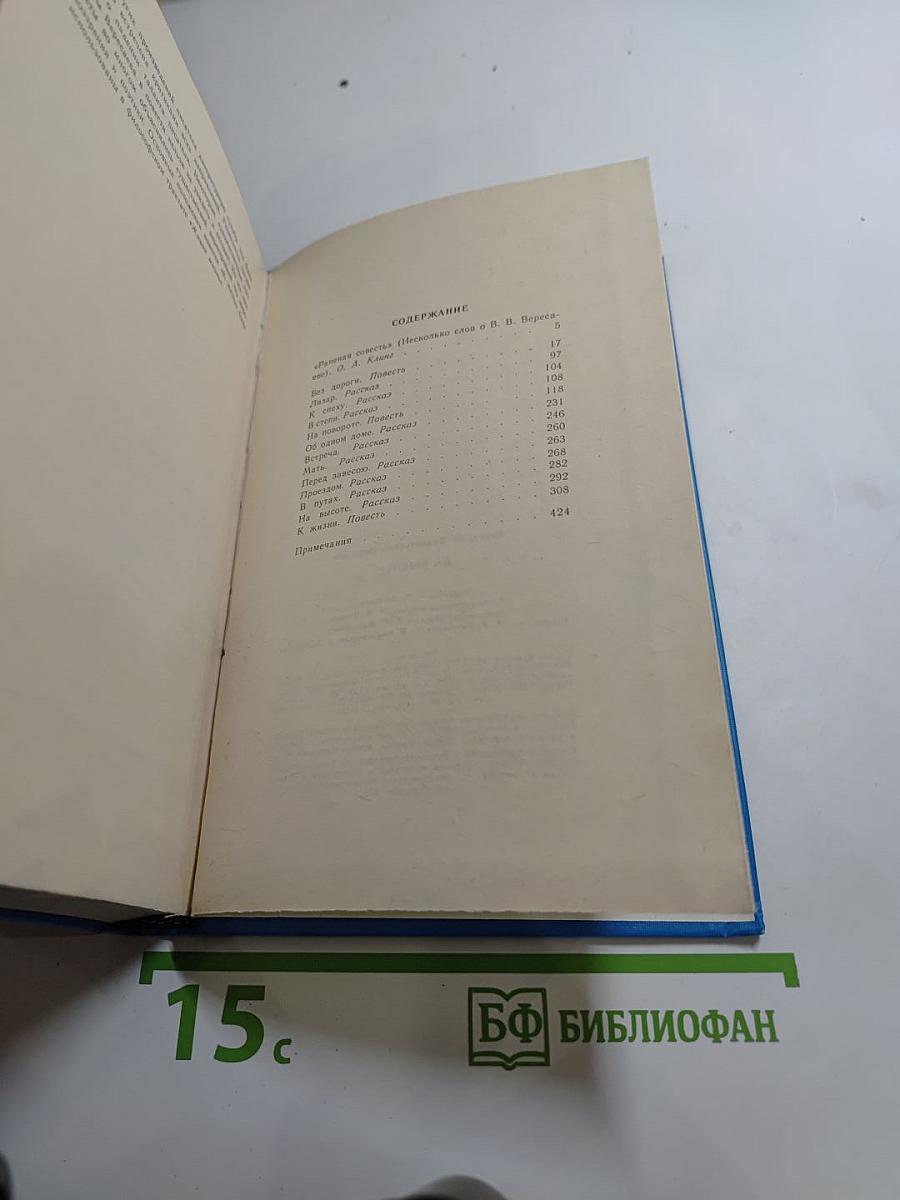 СОДЕРЖАНИЕ
«Раненая совесть» (Несколько слов о В. В. Вереса-
еве). О. А. Клинг . . . . . . . . 5
Без дороги. Повесть . . . . . . . . 17
Лизар. Рассказ . . . . . . . . 97
К спеху. Рассказ . . . . . . . . 104
В степи. Рассказ . . . . . . . . 108
На повороте. Повесть . . . . . . . . 118
Об одном доме. Рассказ . . . . . . . . 231
Встреча. Рассказ . . . . . . . . 246
Мать. Рассказ . . . . . . . . 260
Перед завесою. Рассказ . . . . . . . . 263
Проездом. Рассказ . . . . . . . . 268
В путах. Рассказ . . . . . . . . 282
На высоте. Рассказ . . . . . . . . 292
К жизни. Повесть . . . . . . . . 308
Примечания . . . . . . . . 424
15 с
БФ БИБЛИОФАН